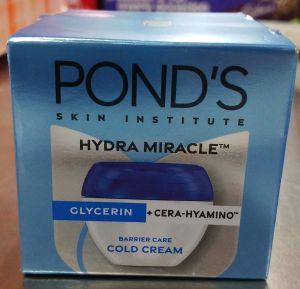 POND'S
SKIN INSTITUTE
HYDRA MIRACLE™
GLYCERIN + CERA-HYAMINO™
BARRIER CARE
COLD CREAM